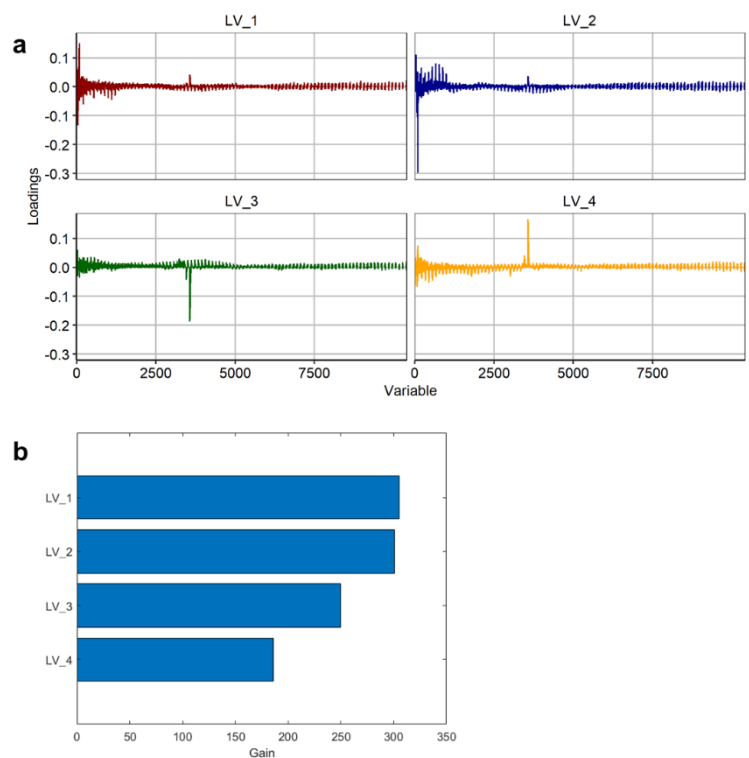 a
LV_1 LV_2
0.1
0.0
-0.1
-0.2
-0.3
Loadings
LV_3 LV_4
0.1
0.0
-0.1
-0.2
-0.3
0 2500 5000 7500 0 2500 5000 7500
Variable
b
LV_1
LV_2
LV_3
LV_4
0 50 100 150 200 250 300 350
Gain